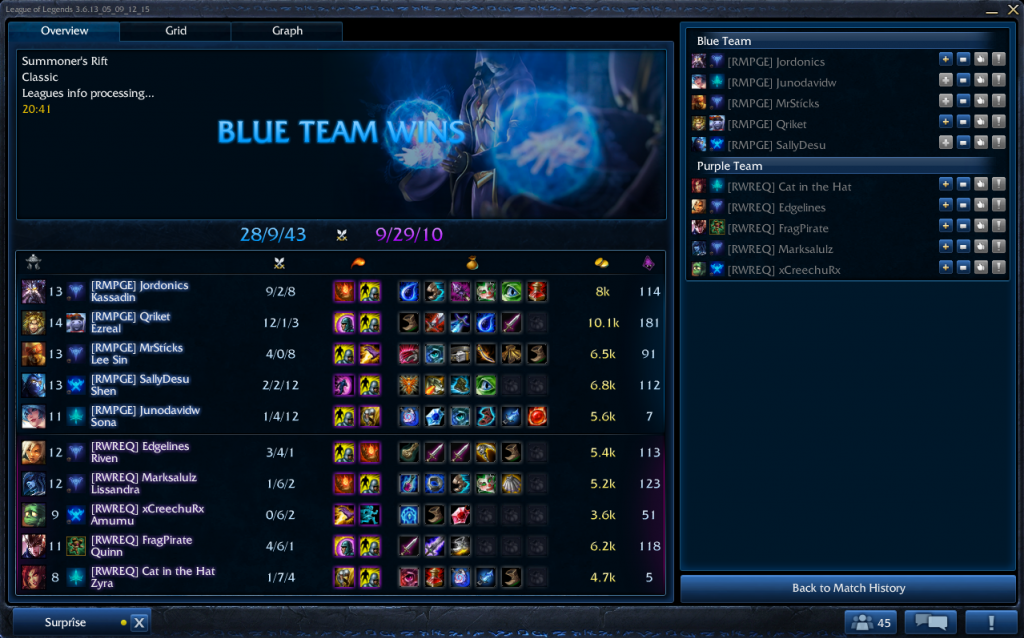 League of Legends 3.6.13_05_09_12_15
Overview Grid Graph
Summoner's Rift
Classic
Leagues info processing...
20:41
BLUE TEAM WINS
28/9/43 9/29/10
13 [RMPGE] Jordonics
Kassadin 9/2/8 8k 114
14 [RMPGE] Qriket
Ezreal 12/1/3 10.1k 181
13 [RMPGE] MrStícks
Lee Sin 4/0/8 6.5k 91
13 [RMPGE] SallyDesu
Shen 2/2/12 6.8k 112
11 [RMPGE] Junodavidw
Sona 1/4/12 5.6k 7
12 [RWREQ] Edgelines
Riven 3/4/1 5.4k 113
12 [RWREQ] Marksalulz
Lissandra 1/6/2 5.2k 123
9 [RWREQ] xCreechuRx
Amumu 0/6/2 3.6k 51
11 [RWREQ] FragPirate
Quinn 4/6/1 6.2k 118
8 [RWREQ] Cat in the Hat
Zyra 1/7/4 4.7k 5
Blue Team
[RMPGE] Jordonics
[RMPGE] Junodavidw
[RMPGE] MrStícks
[RMPGE] Qriket
[RMPGE] SallyDesu
Purple Team
[RWREQ] Cat in the Hat
[RWREQ] Edgelines
[RWREQ] FragPirate
[RWREQ] Marksalulz
[RWREQ] xCreechuRx
Back to Match History
Surprise X 45